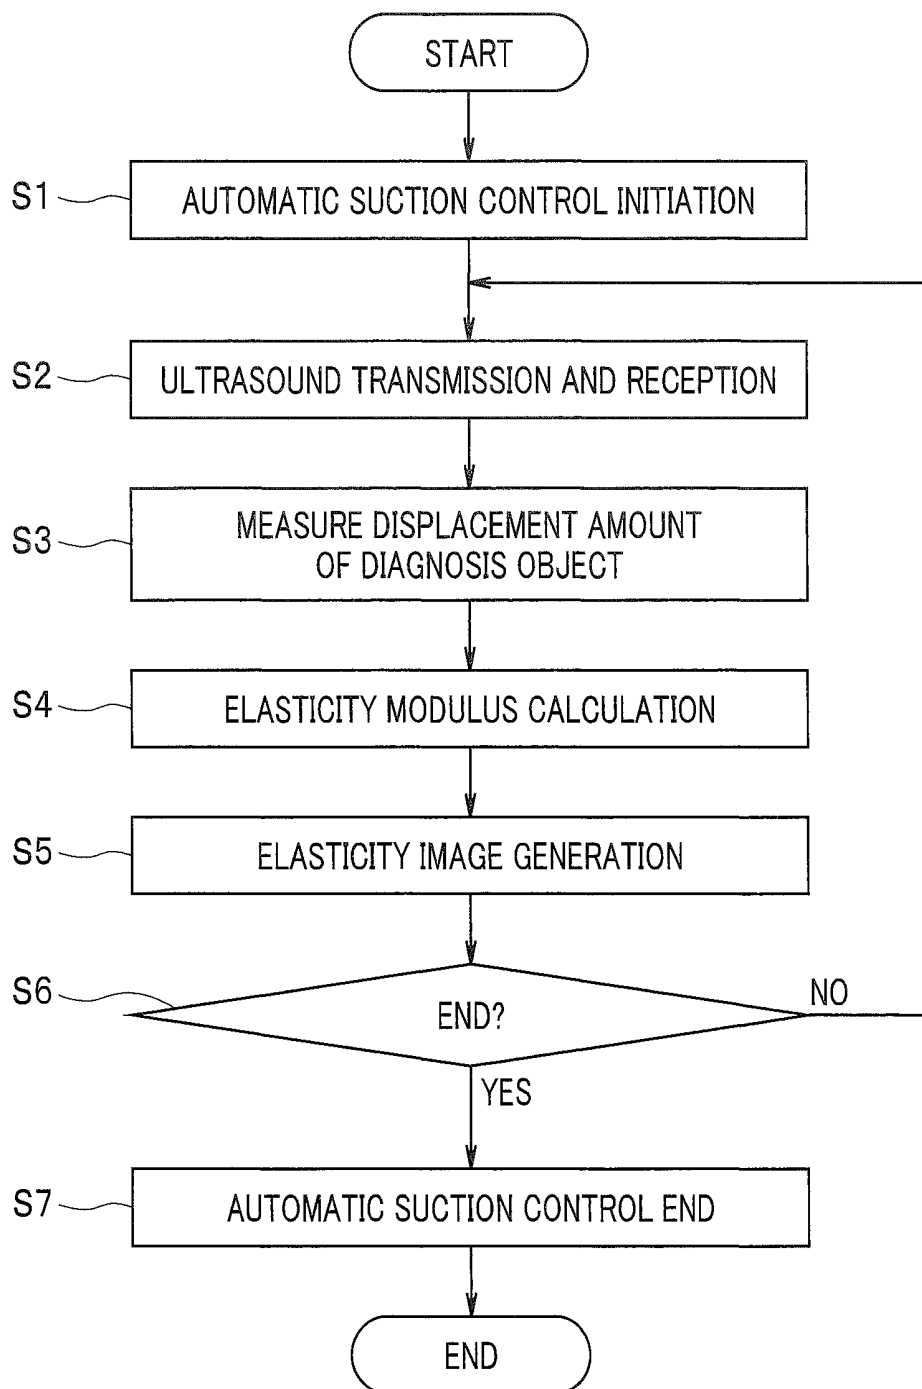 START
S1
AUTOMATIC SUCTION CONTROL INITIATION
S2
ULTRASOUND TRANSMISSION AND RECEPTION
S3
MEASURE DISPLACEMENT AMOUNT
OF DIAGNOSIS OBJECT
S4
ELASTICITY MODULUS CALCULATION
S5
ELASTICITY IMAGE GENERATION
S6
END?
NO
YES
S7
AUTOMATIC SUCTION CONTROL END
END